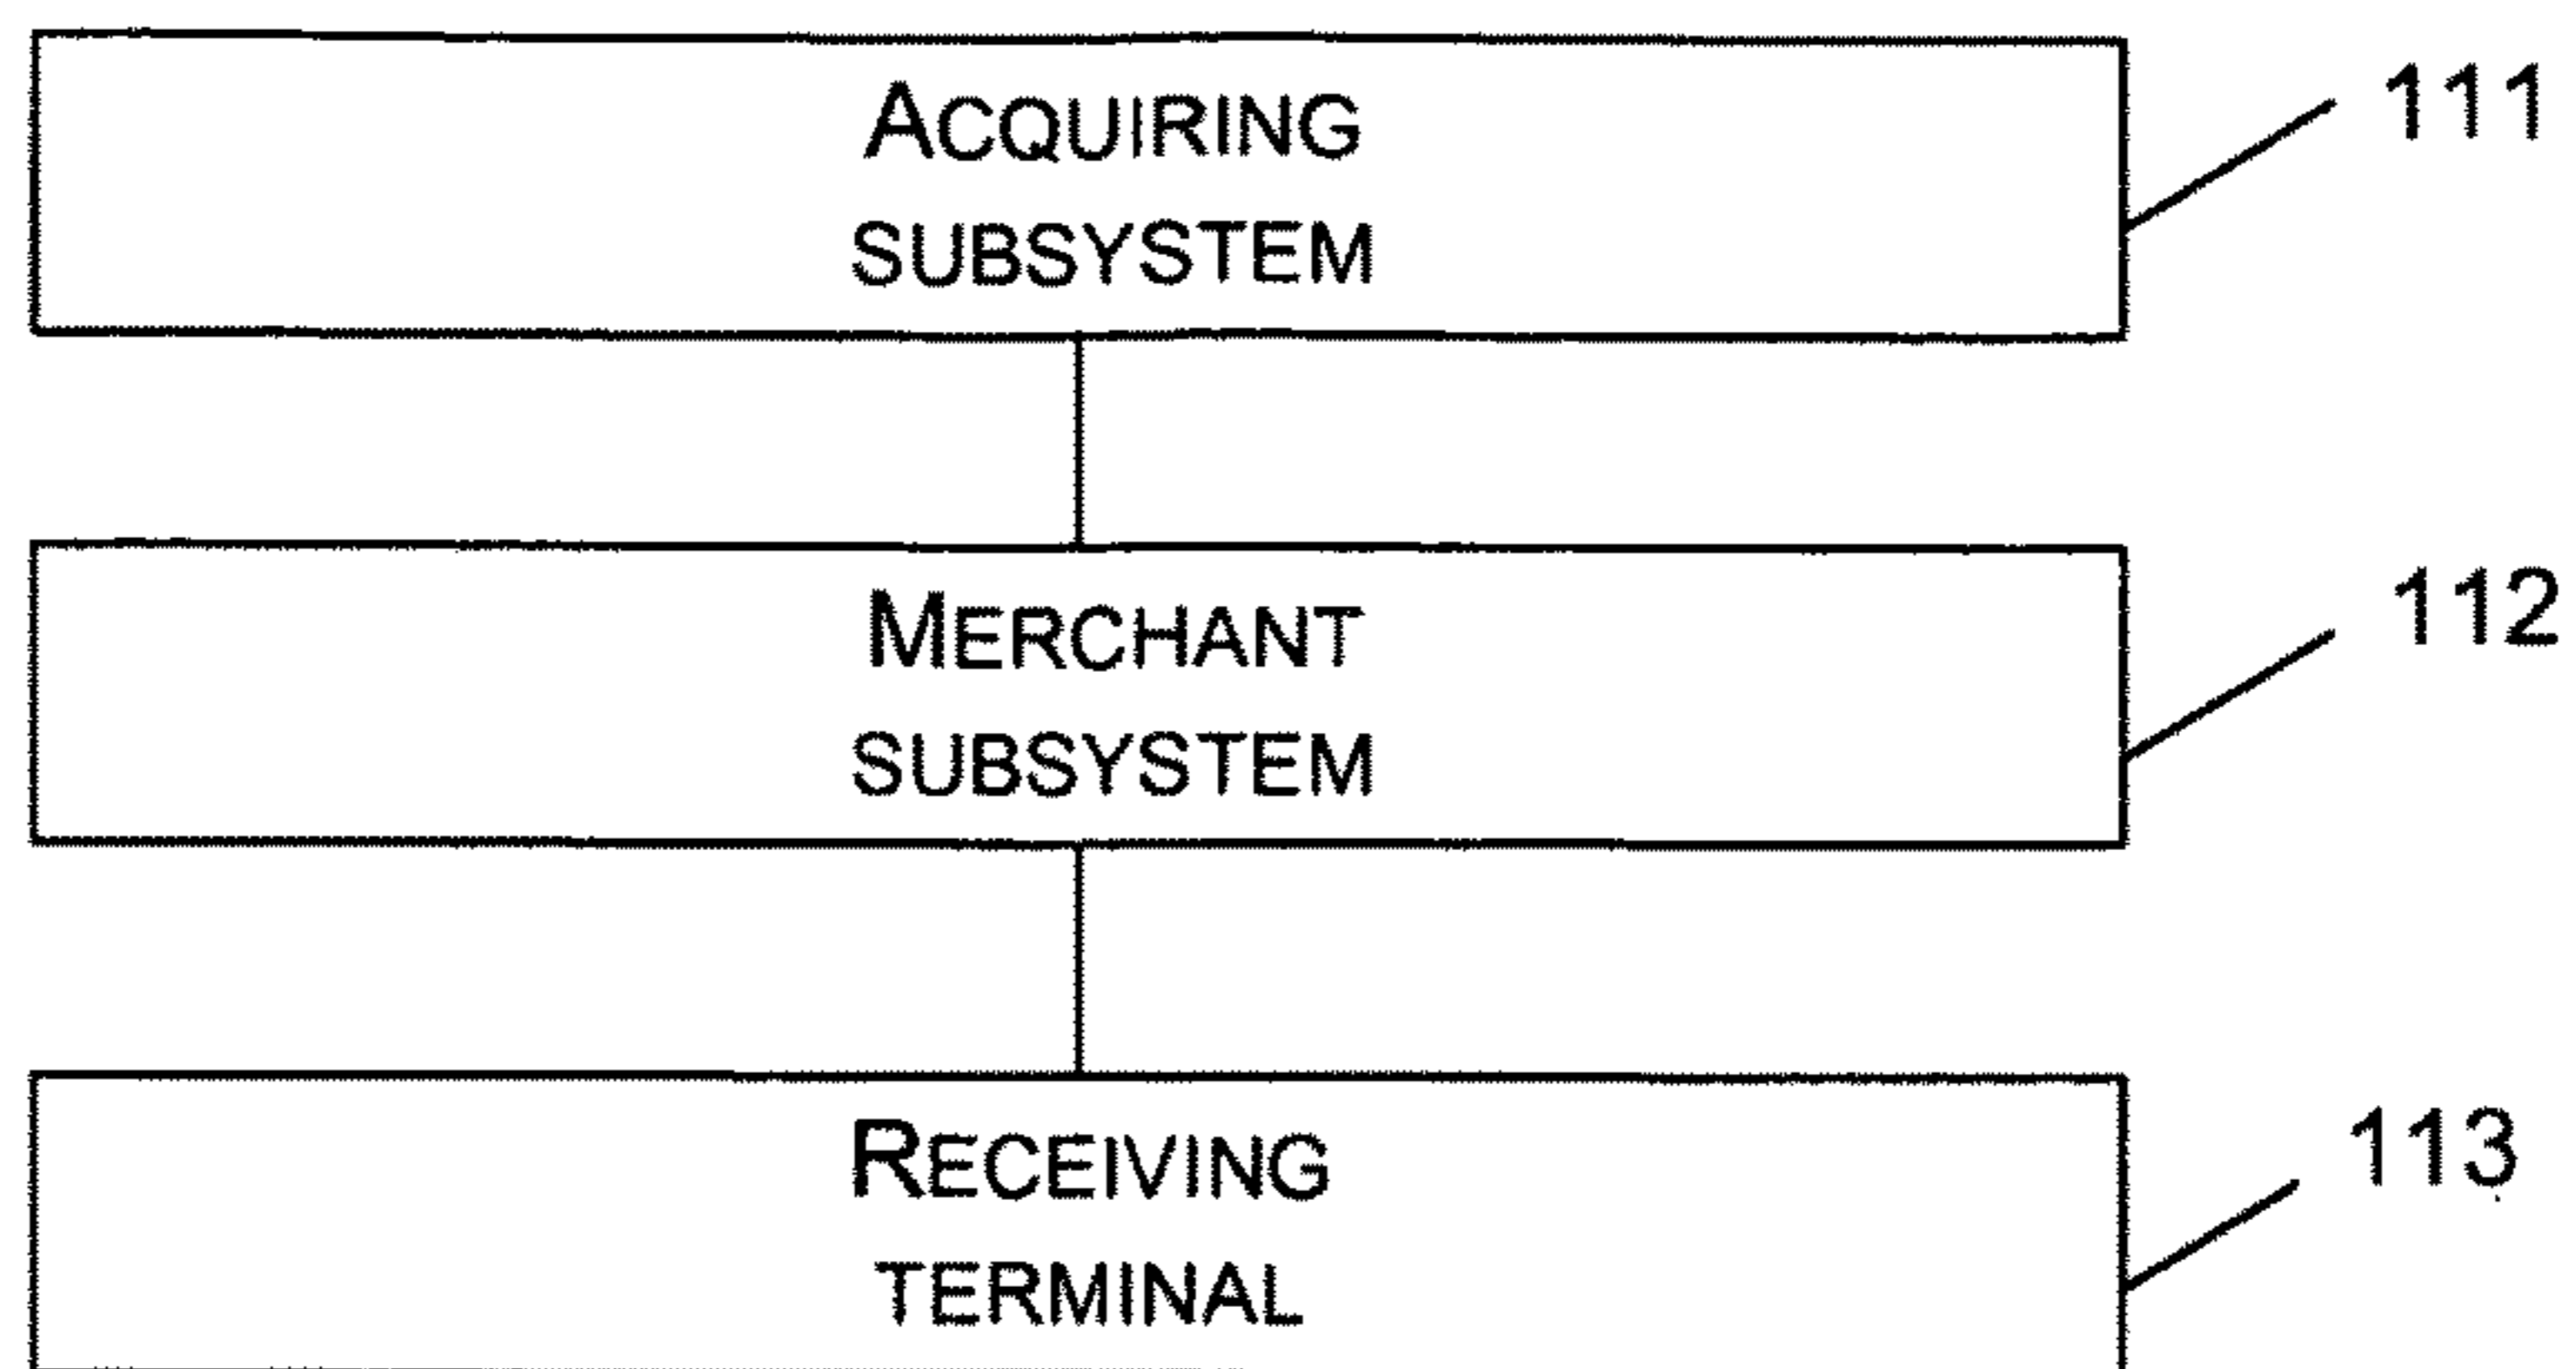 ACQUIRING
SUBSYSTEM
111
MERCHANT
SUBSYSTEM
112
RECEIVING
TERMINAL
113